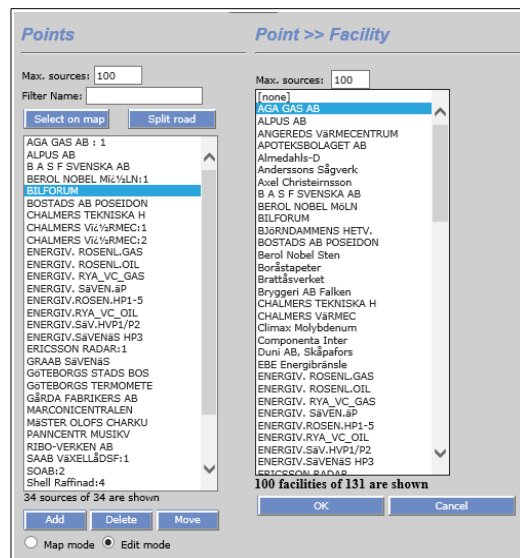 Points
Max. sources: 100
Filter Name:
Select on map
Split road
AGA GAS AB : 1
ALPUS AB
B A S F SVENSKA AB
BEROL NOBEL Mï¿½LN:1
BILFORUM
BOSTADS AB POSEIDON
CHALMERS TEKNISKA H
CHALMERS Vï¿½RMEC:1
CHALMERS Vï¿½RMEC:2
ENERGIV. ROSENL.GAS
ENERGIV. ROSENL.OIL
ENERGIV. RYA_VC_GAS
ENERGIV. SäVEN.äP
ENERGIV.ROSEN.HP1-5
ENERGIV.RYA_VC_OIL
ENERGIV.SäV.HVP1/P2
ENERGIV.SäVENäS HP3
ERICSSON RADAR:1
GRAAB SäVENäS
GöTEBORGS STADS BOS
GöTEBORGS TERMOMETE
GåRDA FABRIKERS AB
MARCONICENTRALEN
MäSTER OLOFS CHARKU
PANNCENTR MUSIKV
RIBO-VERKEN AB
SAAB VäXELLåDSF:1
SOAB:2
Shell Raffinad:4
34 sources of 34 are shown
Add
Delete
Move
Map mode
Edit mode
Point >> Facility
Max. sources: 100
[none]
AGA GAS AB
ALPUS AB
ANGEREDS VäRMECENTRUM
APOTEKSBOLAGET AB
Almedahls-D
Anderssons Sågverk
Axel Christeirnsson
B A S F SVENSKA AB
BEROL NOBEL MöLN
BILFORUM
BJöRNDAMMENS HETV.
BOSTADS AB POSEIDON
Berol Nobel Sten
Boråstapeter
Brattåsverket
Bryggeri AB Falken
CHALMERS TEKNISKA H
CHALMERS VäRMEC
Climax Molybdenum
Componenta Inter
Duni AB, Skåpafors
EBE Energibränsle
ENERGIV. ROSENL.GAS
ENERGIV. ROSENL.OIL
ENERGIV. RYA_VC_GAS
ENERGIV. SäVEN.äP
ENERGIV.ROSEN.HP1-5
ENERGIV.RYA_VC_OIL
ENERGIV.SäV.HVP1/P2
ENERGIV.SäVENäS HP3
ERICSSON RADAR
100 facilities of 131 are shown
OK
Cancel